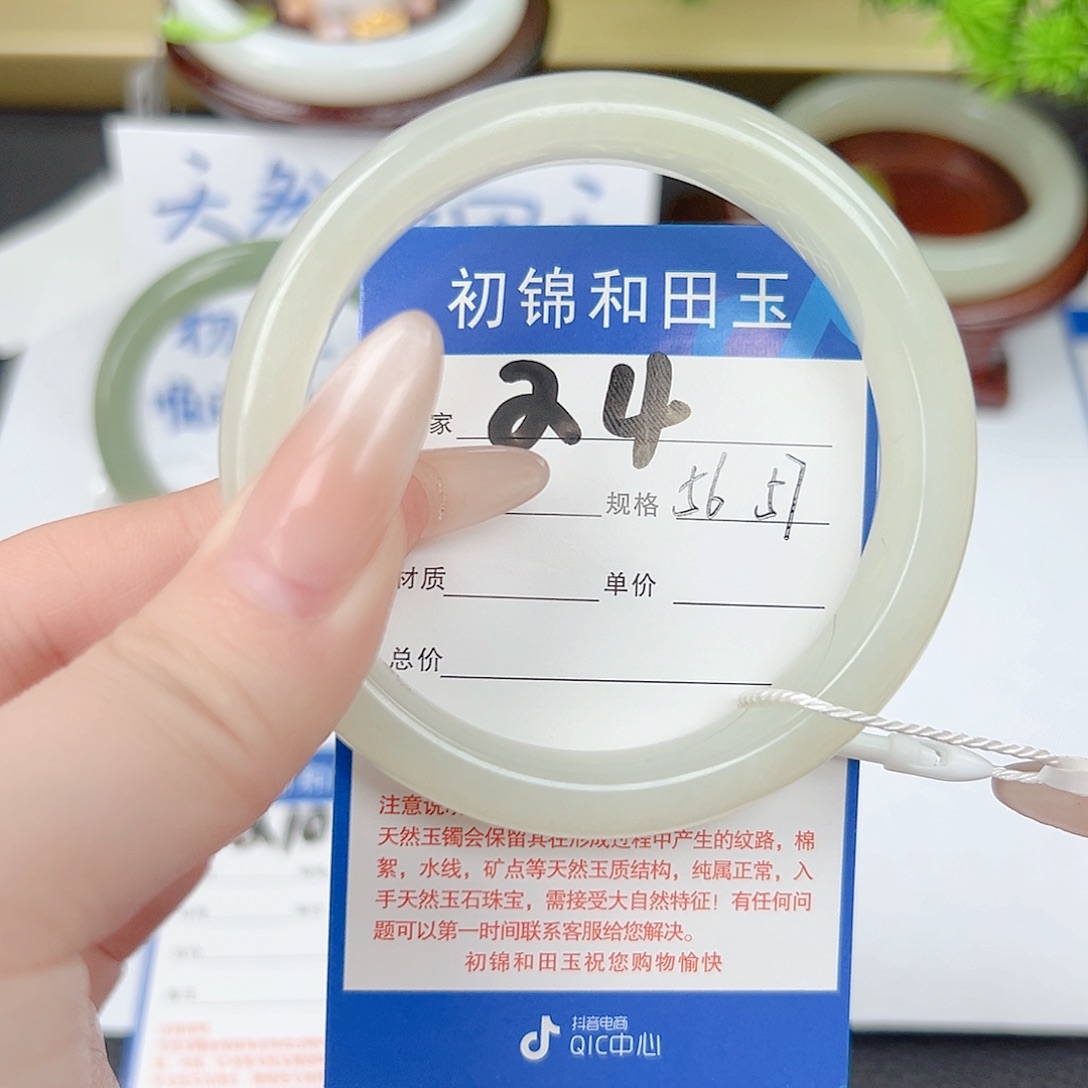 天然
初锦和田玉
家 24
规格 56 57
材质 单价
总价
注意说
天然玉镯会保留其在形成过程中产生的纹路，棉
絮，水线，矿点等天然玉质结构，纯属正常，入
手天然玉石珠宝，需接受大自然特征！有任何问
题可以第一时间联系客服给您解决。
初锦和田玉祝您购物愉快
抖音电商
QIC中心